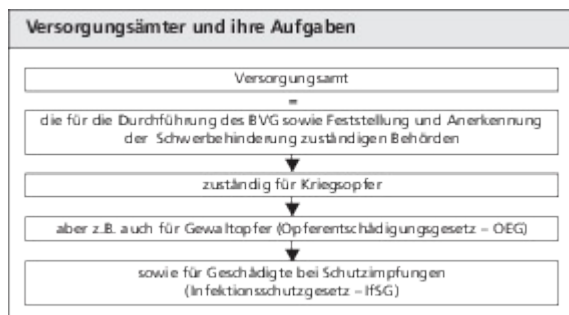 Versorgungsämter und ihre Aufgaben
Versorgungsamt
=
die für die Durchführung des BVG sowie Feststellung und Anerkennung
der Schwerbehinderung zuständigen Behörden
zuständig für Kriegsopfer
aber z.B. auch für Gewaltopfer (Opferentschädigungsgesetz – OEG)
sowie für Geschädigte bei Schutzimpfungen
(Infektionsschutzgesetz – IfSG)